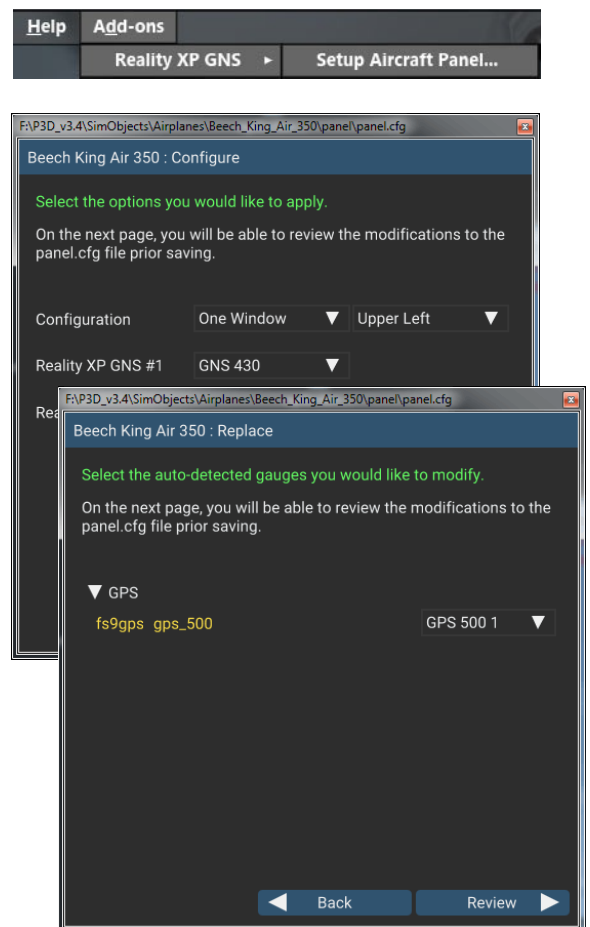 Help Add-ons
Reality XP GNS Setup Aircraft Panel...
F:\P3D_v3.4\SimObjects\Airplanes\Beech_King_Air_350\panel\panel.cfg
Beech King Air 350 : Configure
Select the options you would like to apply.
On the next page, you will be able to review the modifications to the
panel.cfg file prior saving.
Configuration One Window Upper Left
Reality XP GNS #1 GNS 430
Rea
F:\P3D_v3.4\SimObjects\Airplanes\Beech_King_Air_350\panel\panel.cfg
Beech King Air 350 : Replace
Select the auto-detected gauges you would like to modify.
On the next page, you will be able to review the modifications to the
panel.cfg file prior saving.
GPS
fs9gps gps_500 GPS 500 1
Back Review